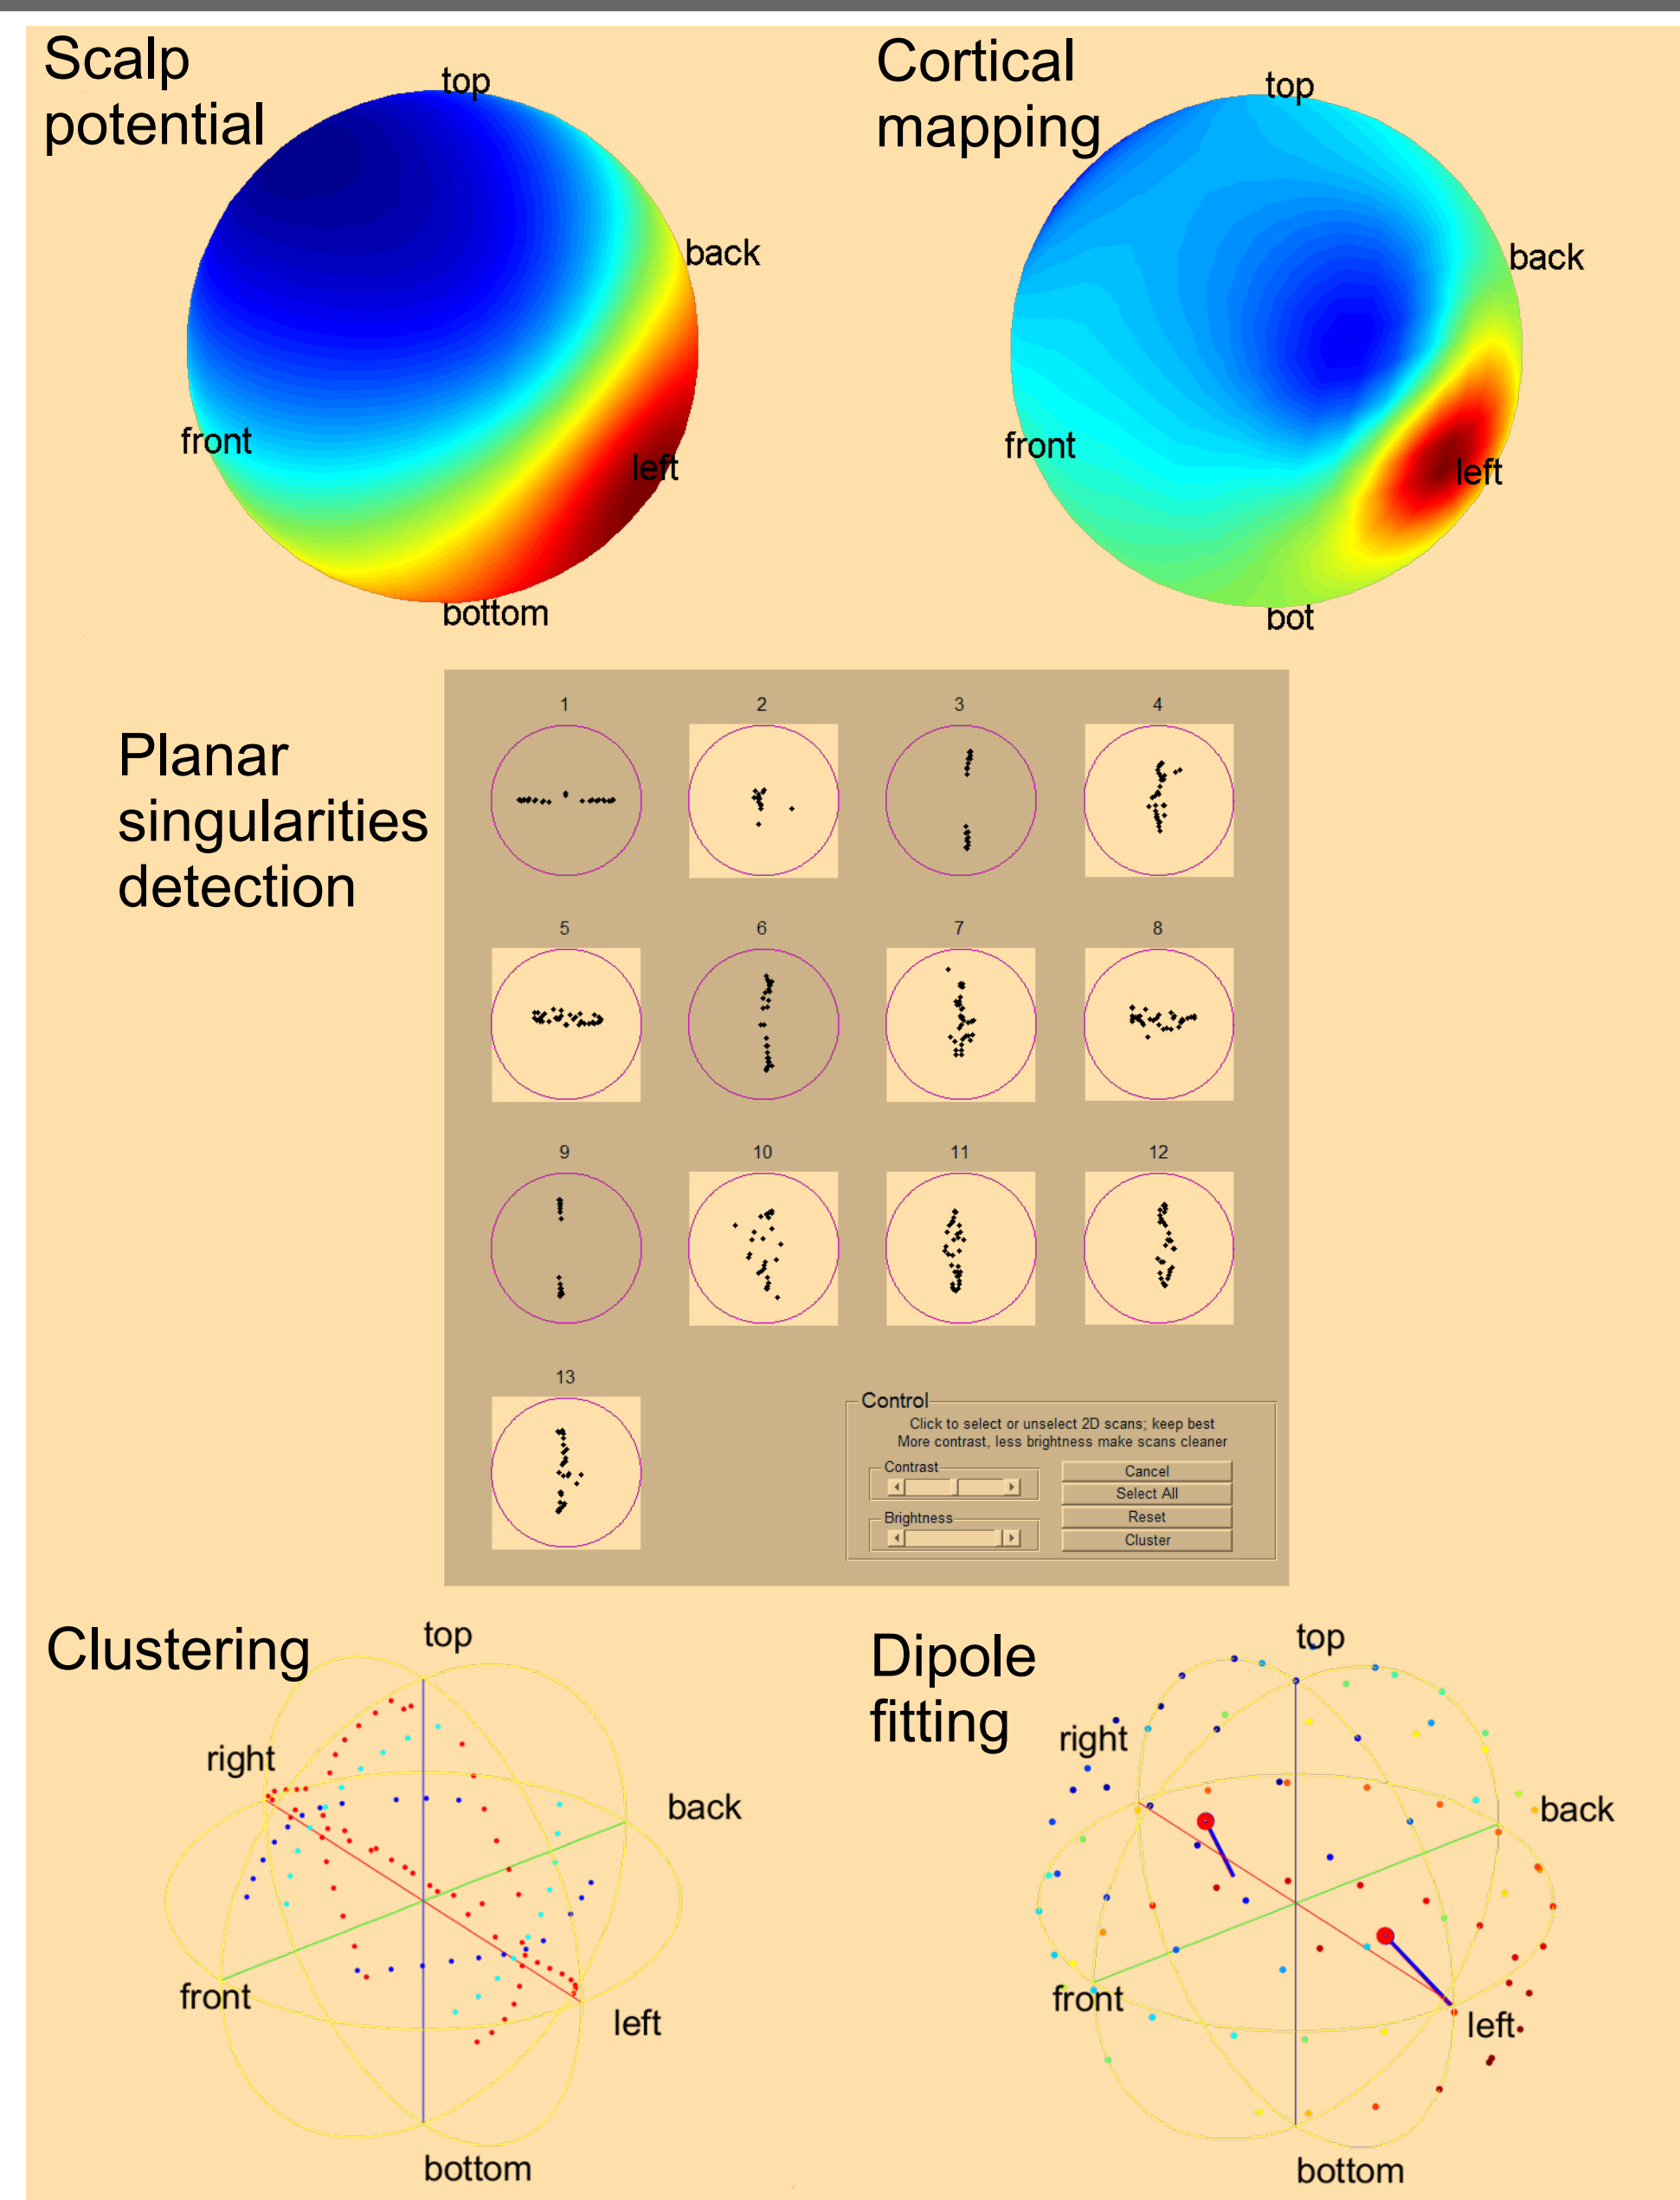 Scalp
potential
top
back
front
left
bottom
Cortical
mapping
top
back
front
left
bot
Planar
singularities
detection
1
2
3
4
5
6
7
8
9
10
11
12
13
Control
Click to select or unselect 2D scans; keep best
More contrast, less brightness make scans cleaner
Contrast
Brightness
Cancel
Select All
Reset
Cluster
Clustering
top
right
back
front
left
bottom
Dipole
fitting
top
right
back
front
left
bottom